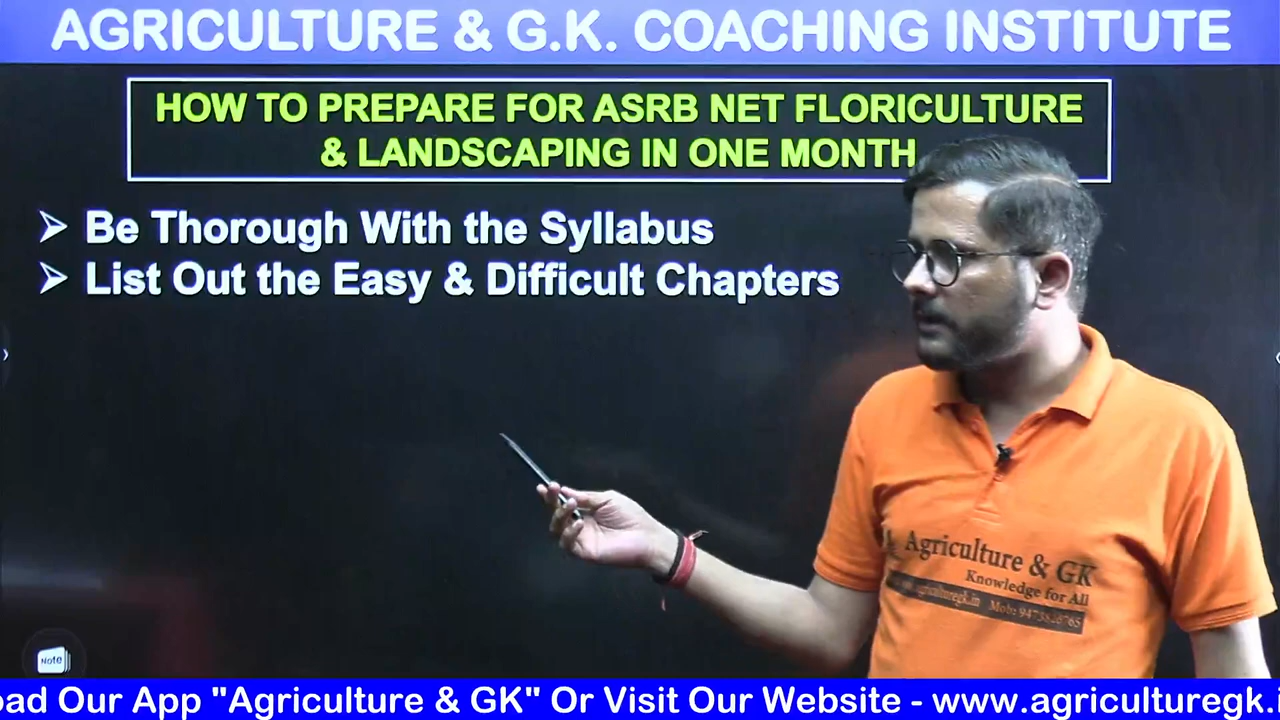 AGRICULTURE & G.K. COACHING INSTITUTE
HOW TO PREPARE FOR ASRB NET FLORICULTURE
& LANDSCAPING IN ONE MONTH
Be Thorough With the Syllabus
List Out the Easy & Difficult Chapters
Agriculture & GK
Knowledge for All
Note
oad Our App "Agriculture & GK" Or Visit Our Website - www.agriculturegk.i